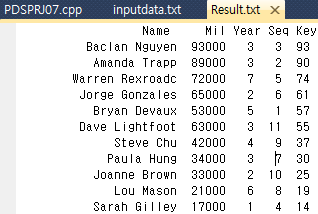 PDSPRJ07.cpp inputdata.txt Result.txt
Name Mil Year Seq Key
Baclan Nguyen 93000 3 3 93
Amanda Trapp 89000 3 2 90
Warren Rexroadc 72000 7 5 74
Jorge Gonzales 65000 2 6 61
Bryan Devaux 53000 5 1 57
Dave Lightfoot 63000 3 11 55
Steve Chu 42000 4 9 37
Paula Hung 34000 3 7 30
Joanne Brown 33000 2 10 25
Lou Mason 21000 6 8 19
Sarah Gilley 17000 1 4 14